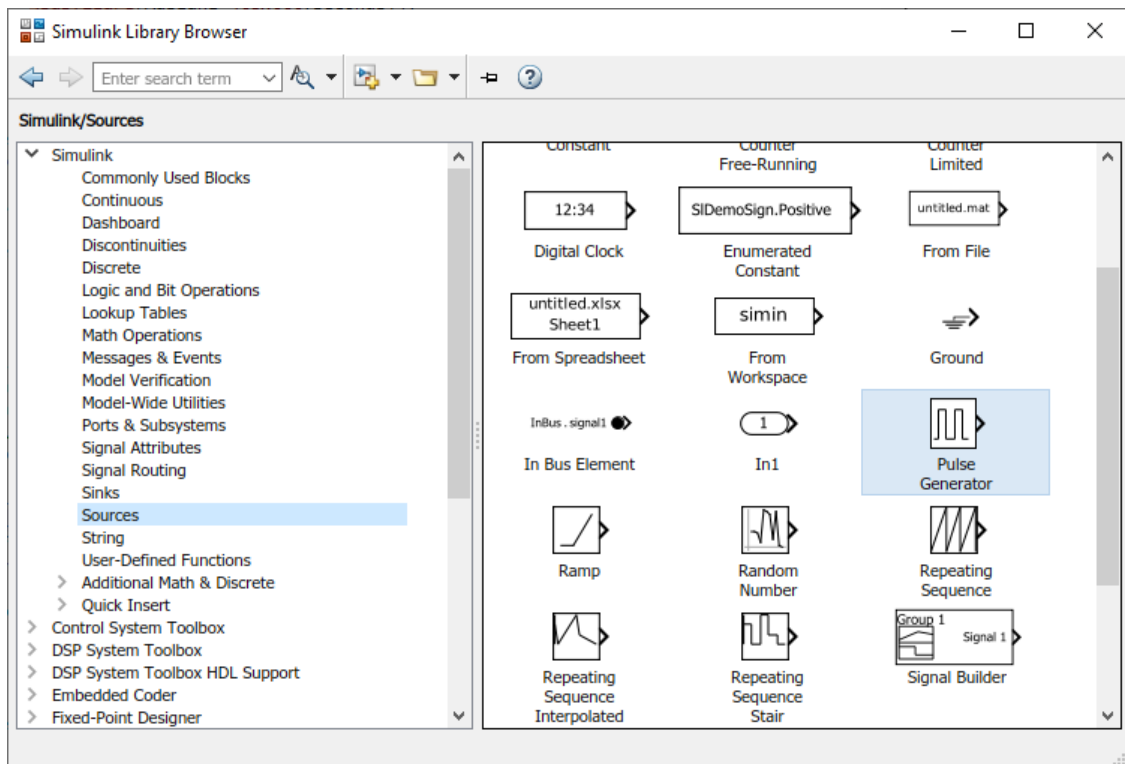 Simulink Library Browser
Enter search term
Simulink/Sources
Simulink
Commonly Used Blocks
Continuous
Dashboard
Discontinuities
Discrete
Logic and Bit Operations
Lookup Tables
Math Operations
Messages & Events
Model Verification
Model-Wide Utilities
Ports & Subsystems
Signal Attributes
Signal Routing
Sinks
Sources
String
User-Defined Functions
Additional Math & Discrete
Quick Insert
Control System Toolbox
DSP System Toolbox
DSP System Toolbox HDL Support
Embedded Coder
Fixed-Point Designer
Constant
Counter
Free-Running
Counter
Limited
12:34
Digital Clock
SlDemoSign.Positive
Enumerated
Constant
untitled.mat
From File
untitled.xlsx
Sheet1
From Spreadsheet
simin
From
Workspace
Ground
InBus . signal1
In Bus Element
1
In1
Pulse
Generator
Ramp
Random
Number
Repeating
Sequence
Repeating
Sequence
Interpolated
Repeating
Sequence
Stair
Group 1
Signal 1
Signal Builder